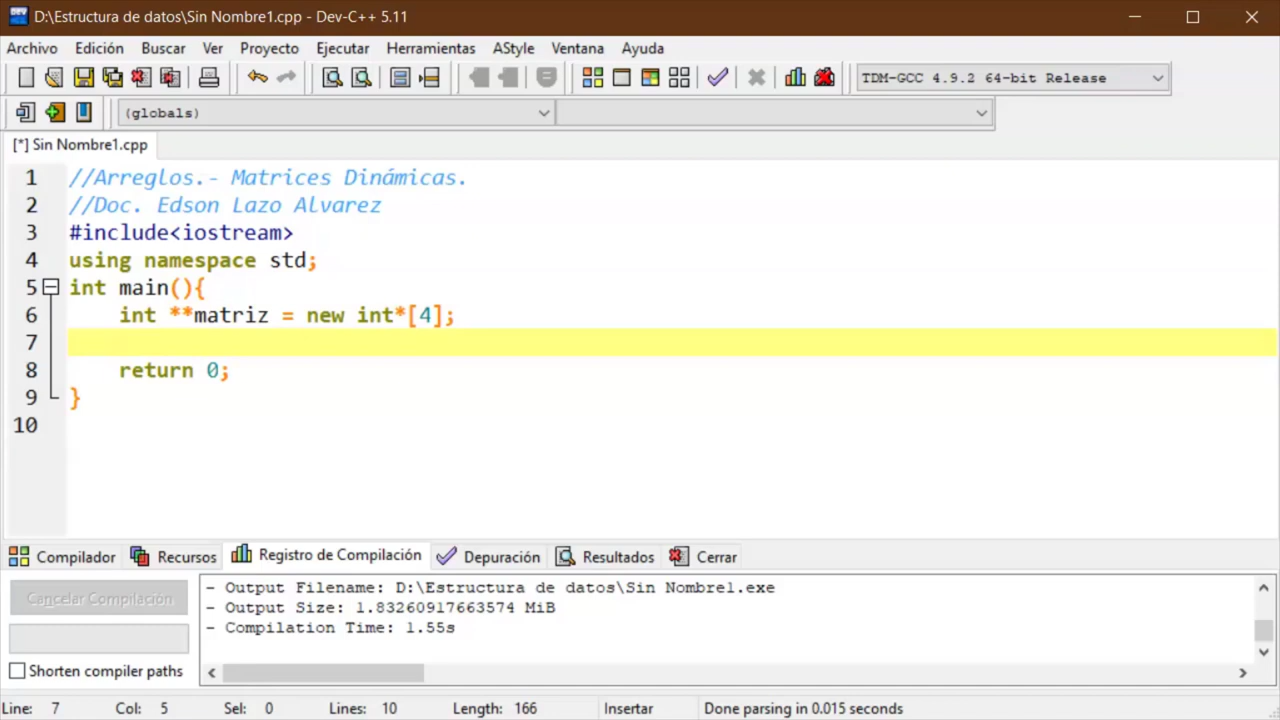 D:\Estructura de datos\Sin Nombre1.cpp - Dev-C++ 5.11
Archivo Edición Buscar Ver Proyecto Ejecutar Herramientas AStyle Ventana Ayuda
TDM-GCC 4.9.2 64-bit Release
(globals)
[*] Sin Nombre1.cpp
1 //Arreglos.- Matrices Dinámicas.
2 //Doc. Edson Lazo Alvarez
3 #include<iostream>
4 using namespace std;
5 int main(){
6 int **matriz = new int*[4];
7
8 return 0;
9 }
10
Compilador Recursos Registro de Compilación Depuración Resultados Cerrar
Cancelar Compilación
- Output Filename: D:\Estructura de datos\Sin Nombre1.exe
- Output Size: 1.83260917663574 MiB
- Compilation Time: 1.55s
Shorten compiler paths
Line: 7 Col: 5 Sel: 0 Lines: 10 Length: 166 Insertar Done parsing in 0.015 seconds